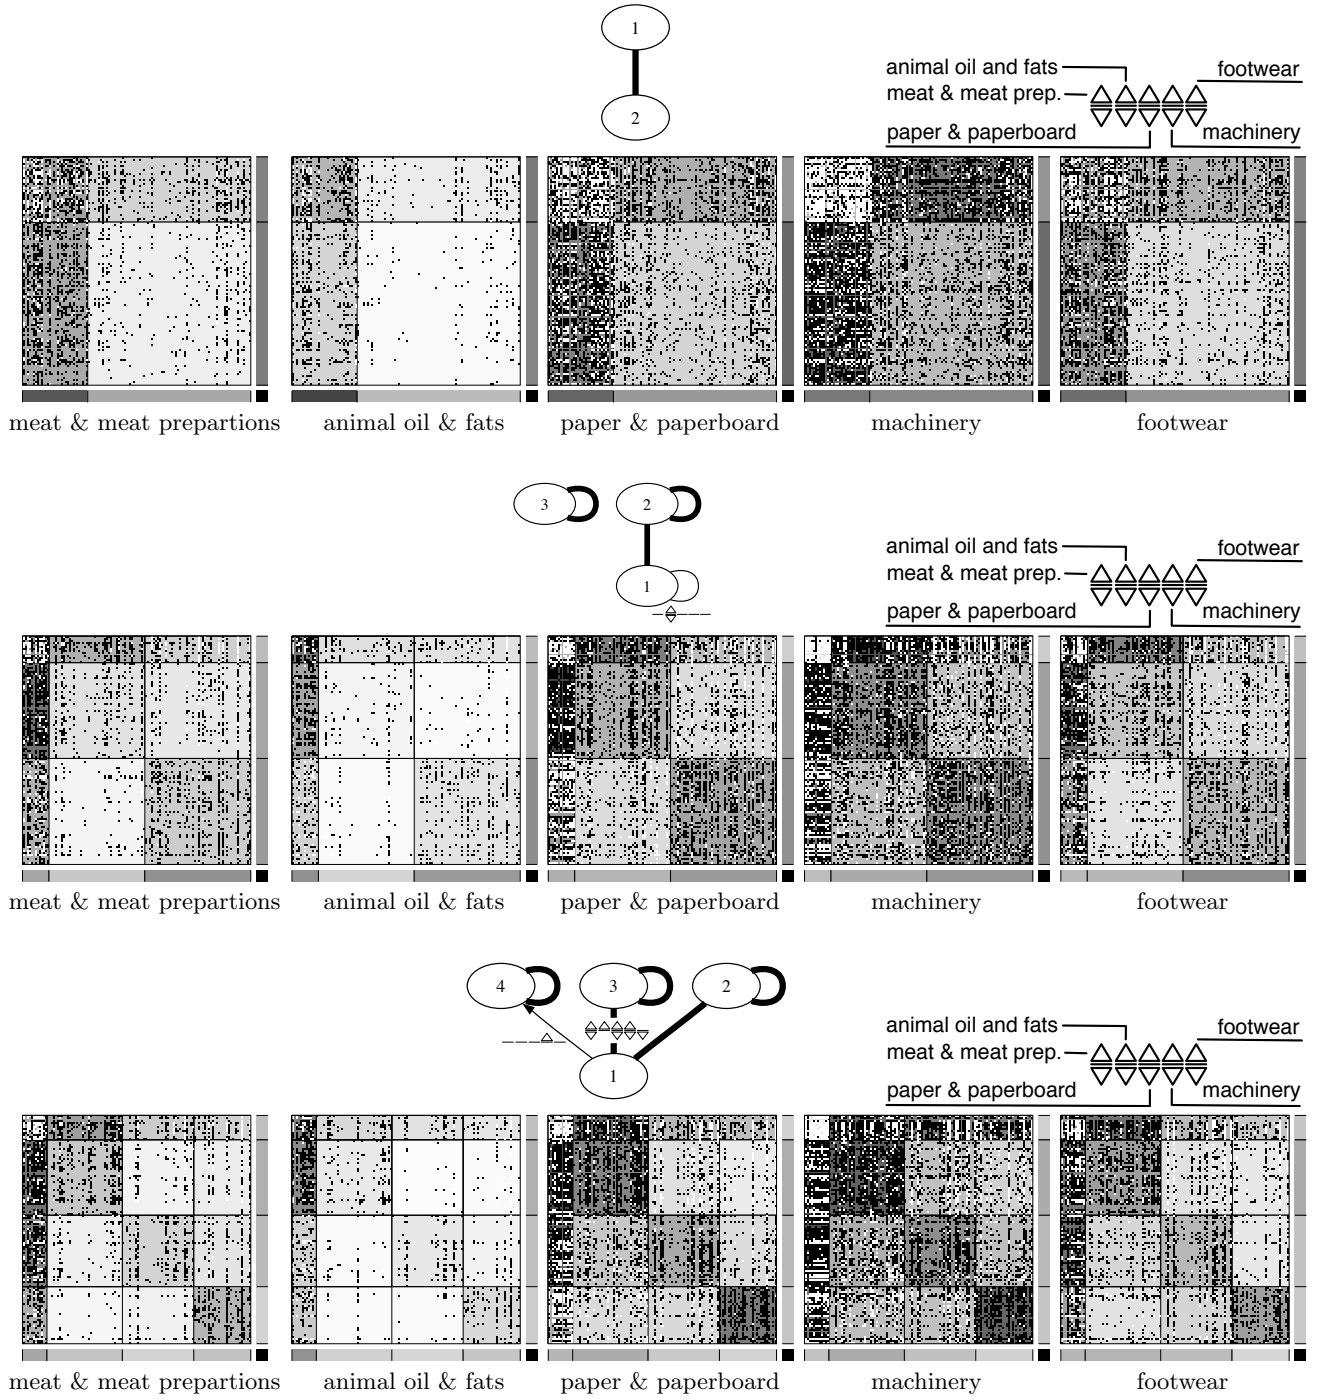 1
2
animal oil and fats
footwear
meat & meat prep.
paper & paperboard
machinery
meat & meat prepartions
animal oil & fats
paper & paperboard
machinery
footwear
3
2
1
animal oil and fats
footwear
meat & meat prep.
paper & paperboard
machinery
meat & meat prepartions
animal oil & fats
paper & paperboard
machinery
footwear
4
3
2
1
animal oil and fats
footwear
meat & meat prep.
paper & paperboard
machinery
meat & meat prepartions
animal oil & fats
paper & paperboard
machinery
footwear